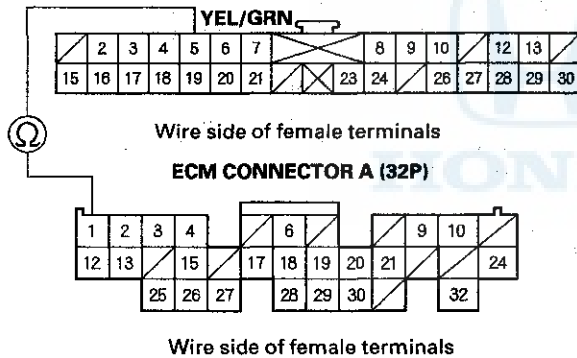 YEL/GRN
2 3 4 5 6 7 8 9 10 12 13
15 16 17 18 19 20 21 23 24 26 27 28 29 30
Ω
Wire side of female terminals
ECM CONNECTOR A (32P)
1 2 3 4 6 9 10
12 13 15 17 18 19 20 21 24
25 26 27 28 29 30 32
Wire side of female terminals
HON